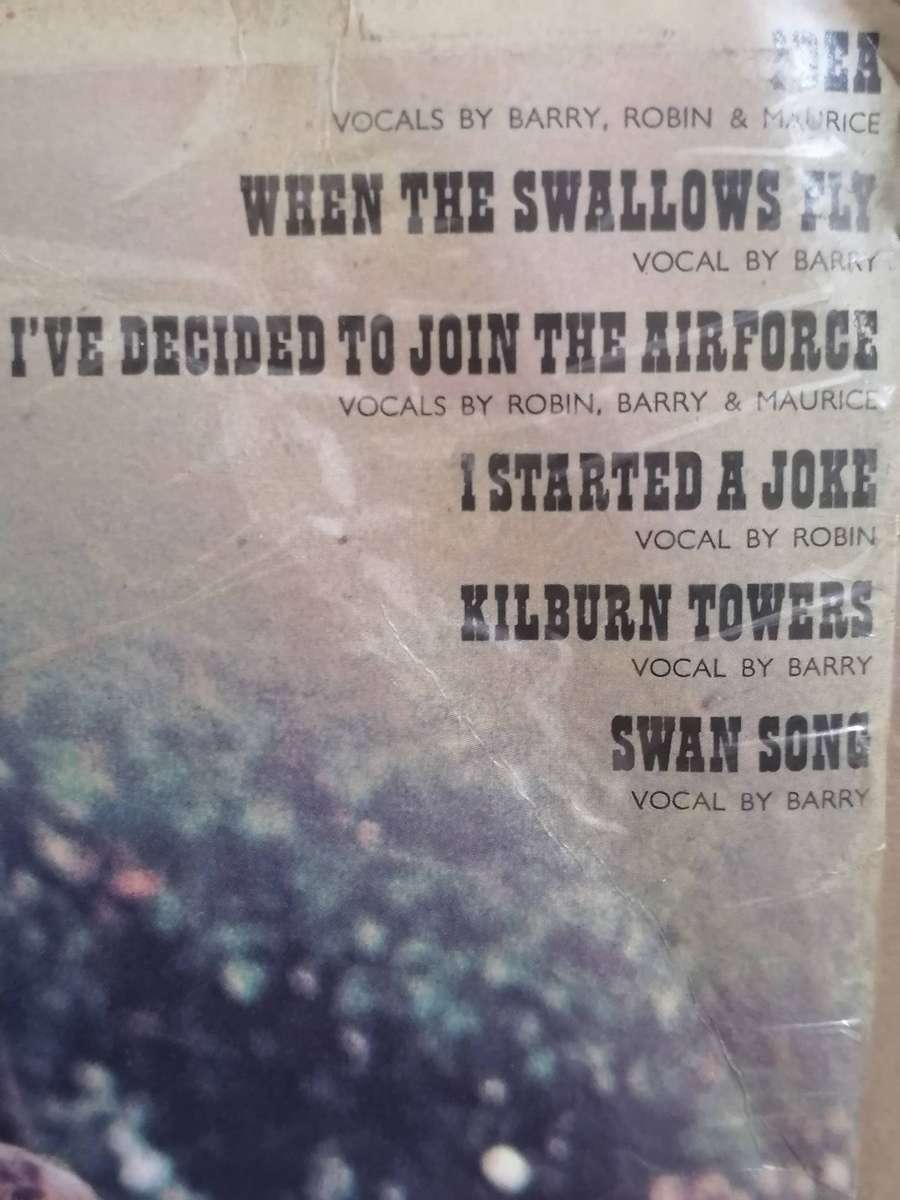 IDEA
VOCALS BY BARRY, ROBIN & MAURICE
WHEN THE SWALLOWS FLY
VOCAL BY BARRY
I'VE DECIDED TO JOIN THE AIRFORCE
VOCALS BY ROBIN, BARRY & MAURICE
I STARTED A JOKE
VOCAL BY ROBIN
KILBURN TOWERS
VOCAL BY BARRY
SWAN SONG
VOCAL BY BARRY